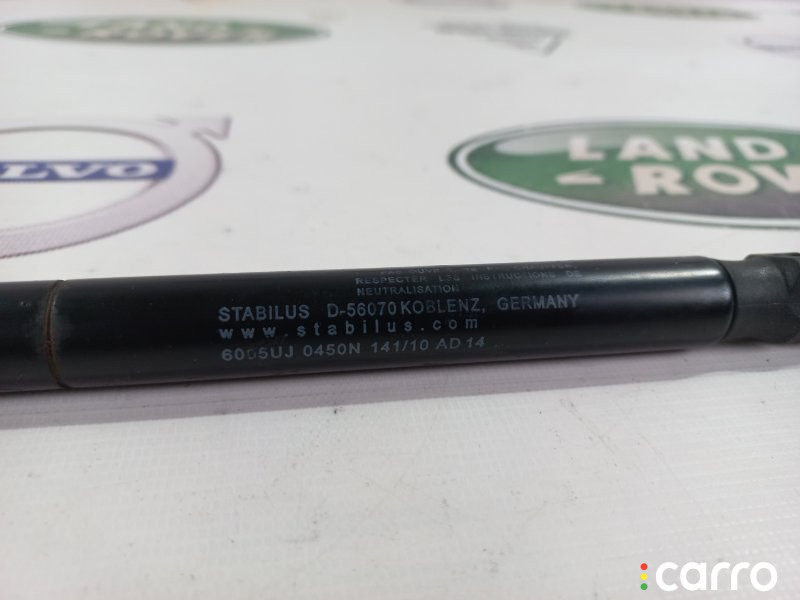 LAND
ROV
LVO
RESPECTER LES INSTRUCTIONS DE
NEUTRALISATION
STABILUS D-56070 KOBLENZ, GERMANY
www.stabilus.com
6005UJ 0450N 141/10 AD 14
carro